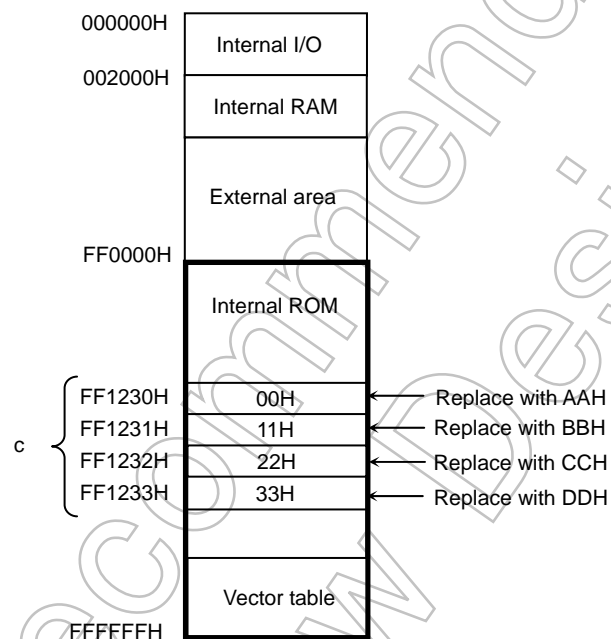 000000H
Internal I/O
002000H
Internal RAM
External area
FF0000H
Internal ROM
FF1230H 00H Replace with AAH
FF1231H 11H Replace with BBH
c
FF1232H 22H Replace with CCH
FF1233H 33H Replace with DDH
Vector table
FFFFFFH